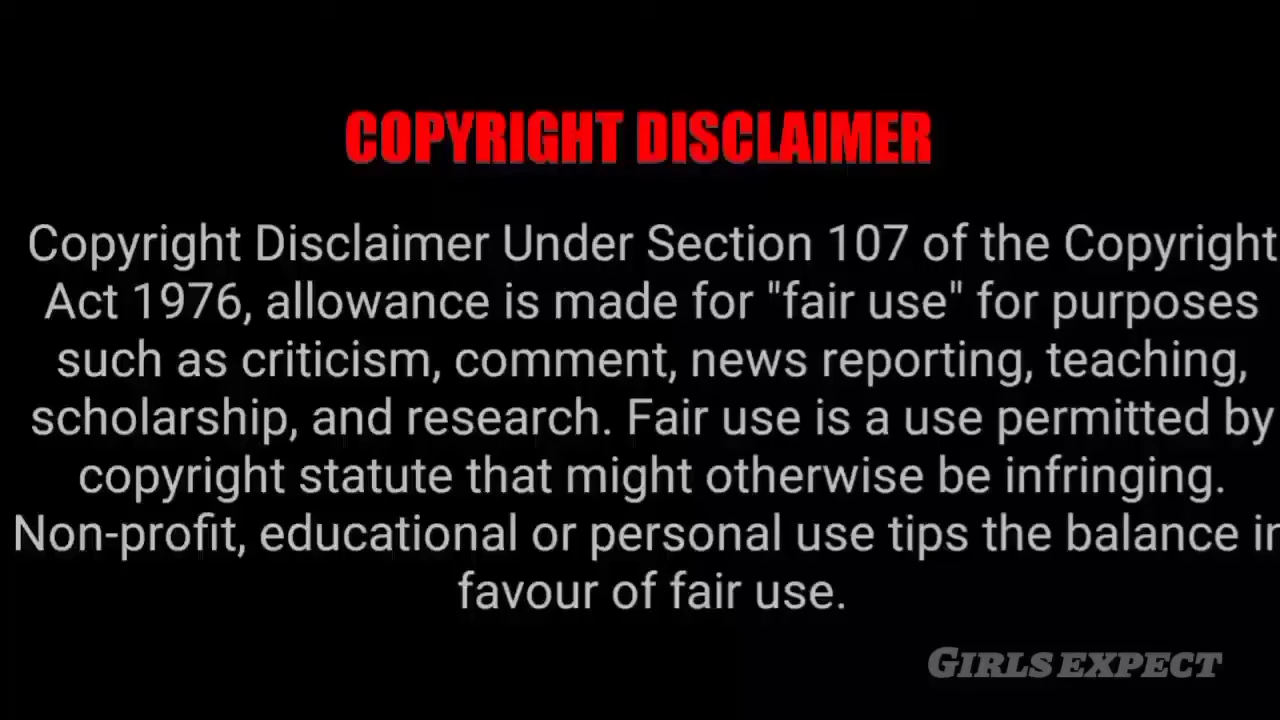 COPYRIGHT DISCLAIMER
Copyright Disclaimer Under Section 107 of the Copyright
Act 1976, allowance is made for "fair use" for purposes
such as criticism, comment, news reporting, teaching,
scholarship, and research. Fair use is a use permitted by
copyright statute that might otherwise be infringing.
Non-profit, educational or personal use tips the balance in
favour of fair use.
GIRLS EXPECT